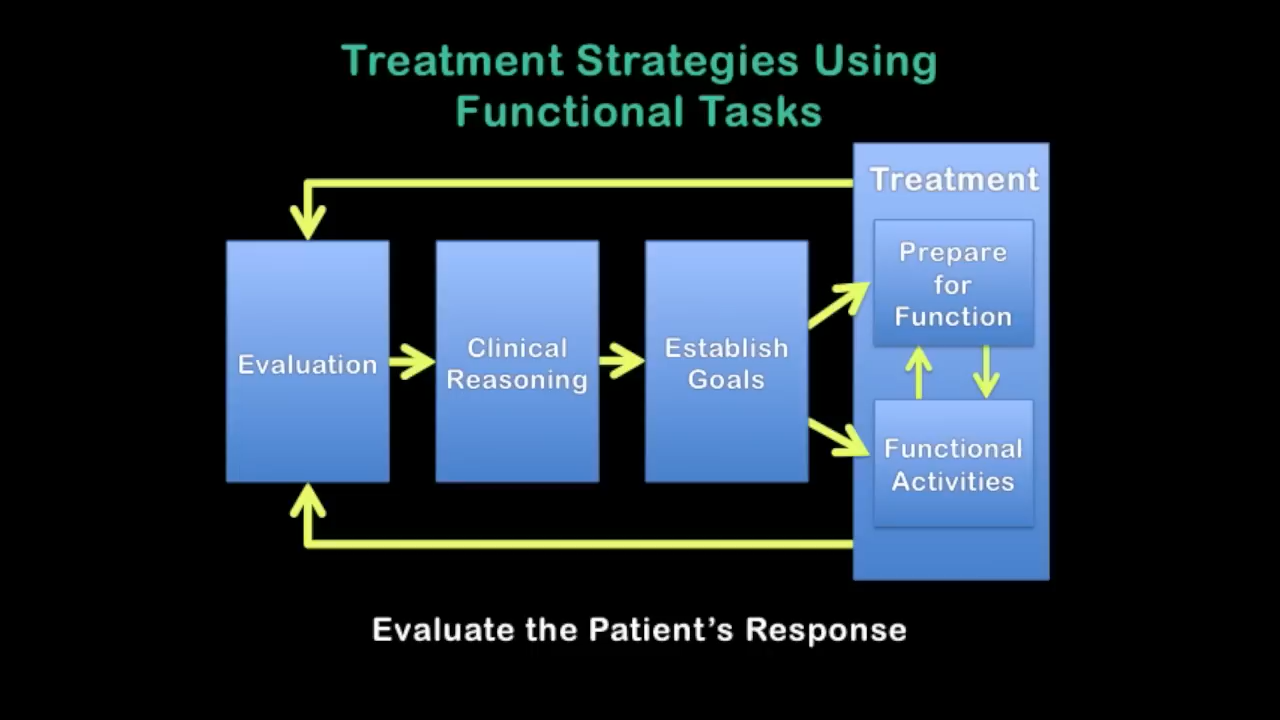 Treatment Strategies Using
Functional Tasks
Treatment
Prepare
for
Function
Evaluation
Clinical
Reasoning
Establish
Goals
Functional
Activities
Evaluate the Patient's Response